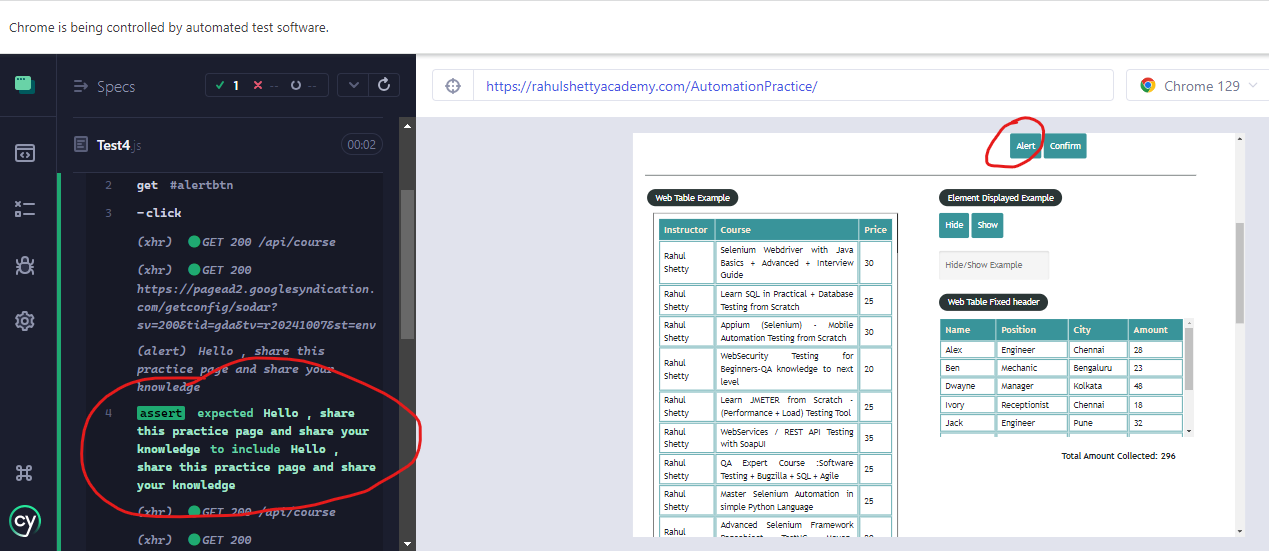 Chrome is being controlled by automated test software.
Specs
1
--
--
https://rahulshettyacademy.com/AutomationPractice/
Chrome 129
Test4js
00:02
2 get #alertbtn
3 -click
(xhr) GET 200 /api/course
(xhr) GET 200
https://pagead2.googlesyndication.
com/getconfig/sodar?
sv=200&tid=gda&tv=r20241007&st=env
(alert) Hello , share this
practice page and share your
knowledge
4 assert expected Hello , share
this practice page and share your
knowledge to include Hello ,
share this practice page and share
your knowledge
(xhr) GET 200 /api/course
(xhr) GET 200
cy
Alert Confirm
Web Table Example
Instructor Course Price
Rahul Shetty Selenium Webdriver with Java Basics + Advanced + Interview Guide 30
Rahul Shetty Learn SQL in Practical + Database Testing from Scratch 25
Rahul Shetty Appium (Selenium) - Mobile Automation Testing from Scratch 30
Rahul Shetty WebSecurity Testing for Beginners-QA knowledge to next level 20
Rahul Shetty Learn JMETER from Scratch - (Performance + Load) Testing Tool 25
Rahul Shetty WebServices / REST API Testing with SoapUI 35
Rahul Shetty QA Expert Course :Software Testing + Bugzilla + SQL + Agile 25
Rahul Shetty Master Selenium Automation in simple Python Language 25
Rahul Advanced Selenium Framework
Element Displayed Example
Hide Show
Hide/Show Example
Web Table Fixed header
Name Position City Amount
Alex Engineer Chennai 28
Ben Mechanic Bengaluru 23
Dwayne Manager Kolkata 48
Ivory Receptionist Chennai 18
Jack Engineer Pune 32
Total Amount Collected: 296